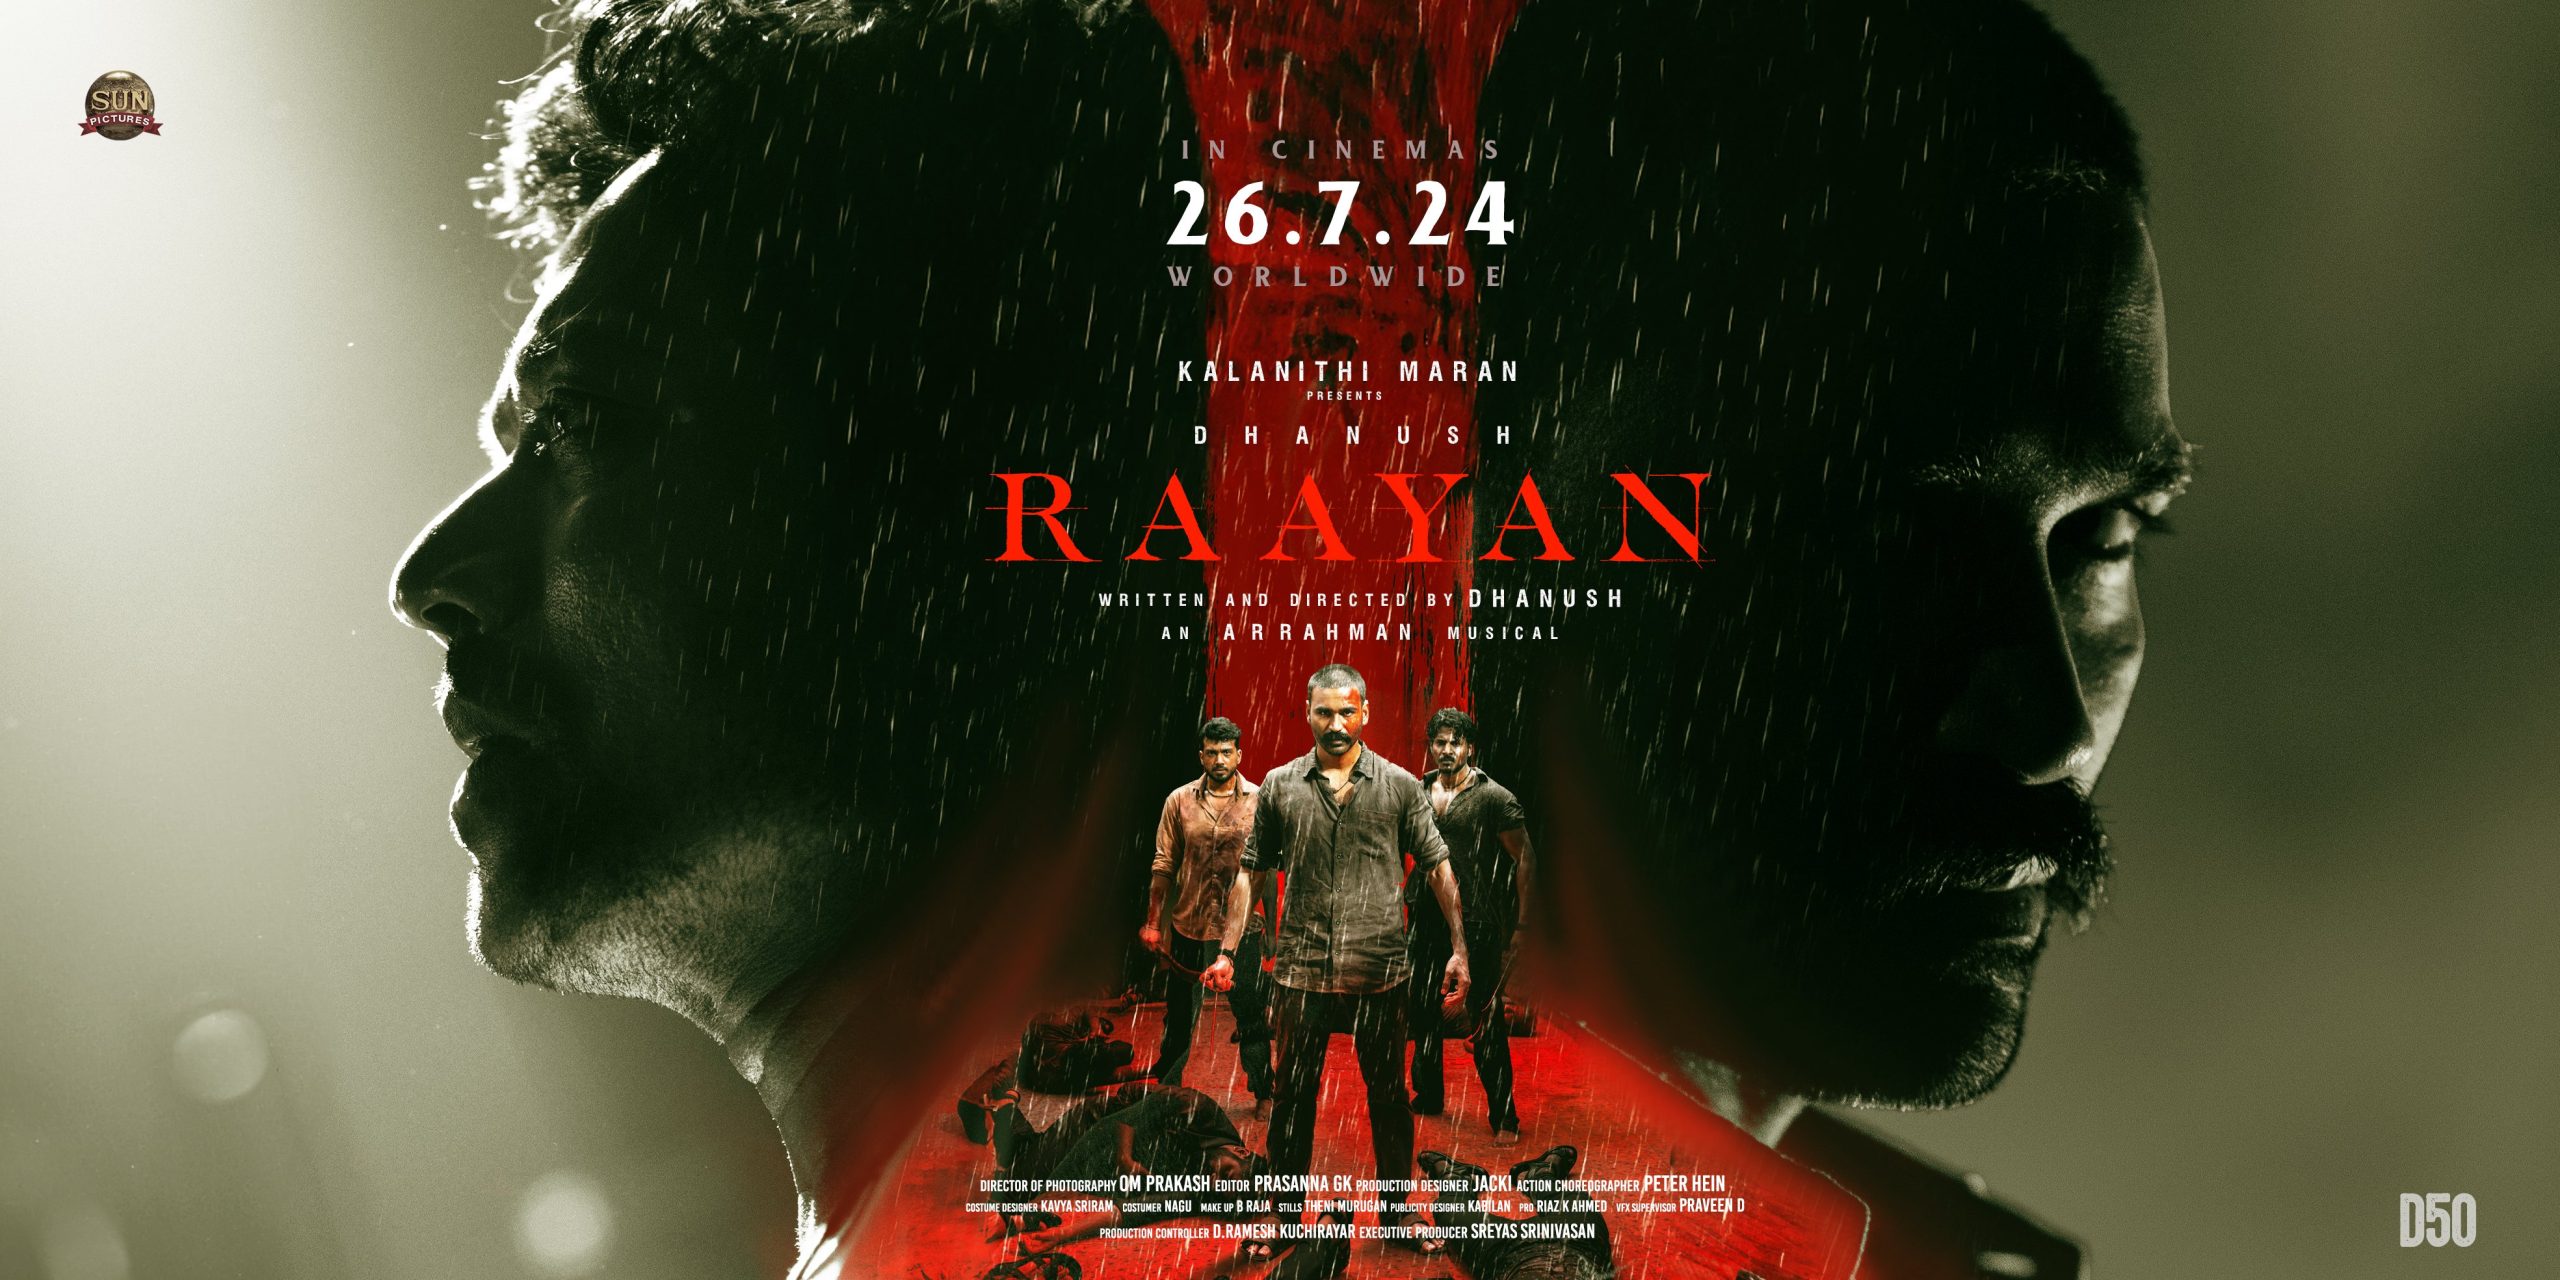 SUN
PICTURES
IN CINEMAS
26.7.24
WORLDWIDE
KALANITHI MARAN
PRESENTS
DHANUSH
RAAYAN
WRITTEN AND DIRECTED BY DHANUSH
AN ARRAHMAN MUSICAL
DIRECTOR OF PHOTOGRAPHY OM PRAKASH EDITOR PRASANNA GK PRODUCTION DESIGNER JACKI ACTION CHOREOGRAPHER PETER HEIN
COSTUME DESIGNER KAVYA SRIRAM COSTUMER NAGU MAKE UP B RAJA STILLS THENI MURUGAN PUBLICITY DESIGNER KABILAN PRO RIAZ K AHMED VFX SUPERVISOR PRAVEEN D
PRODUCTION CONTROLLER D.RAMESH KUCHIRAYAR EXECUTIVE PRODUCER SREYAS SRINIVASAN
D50